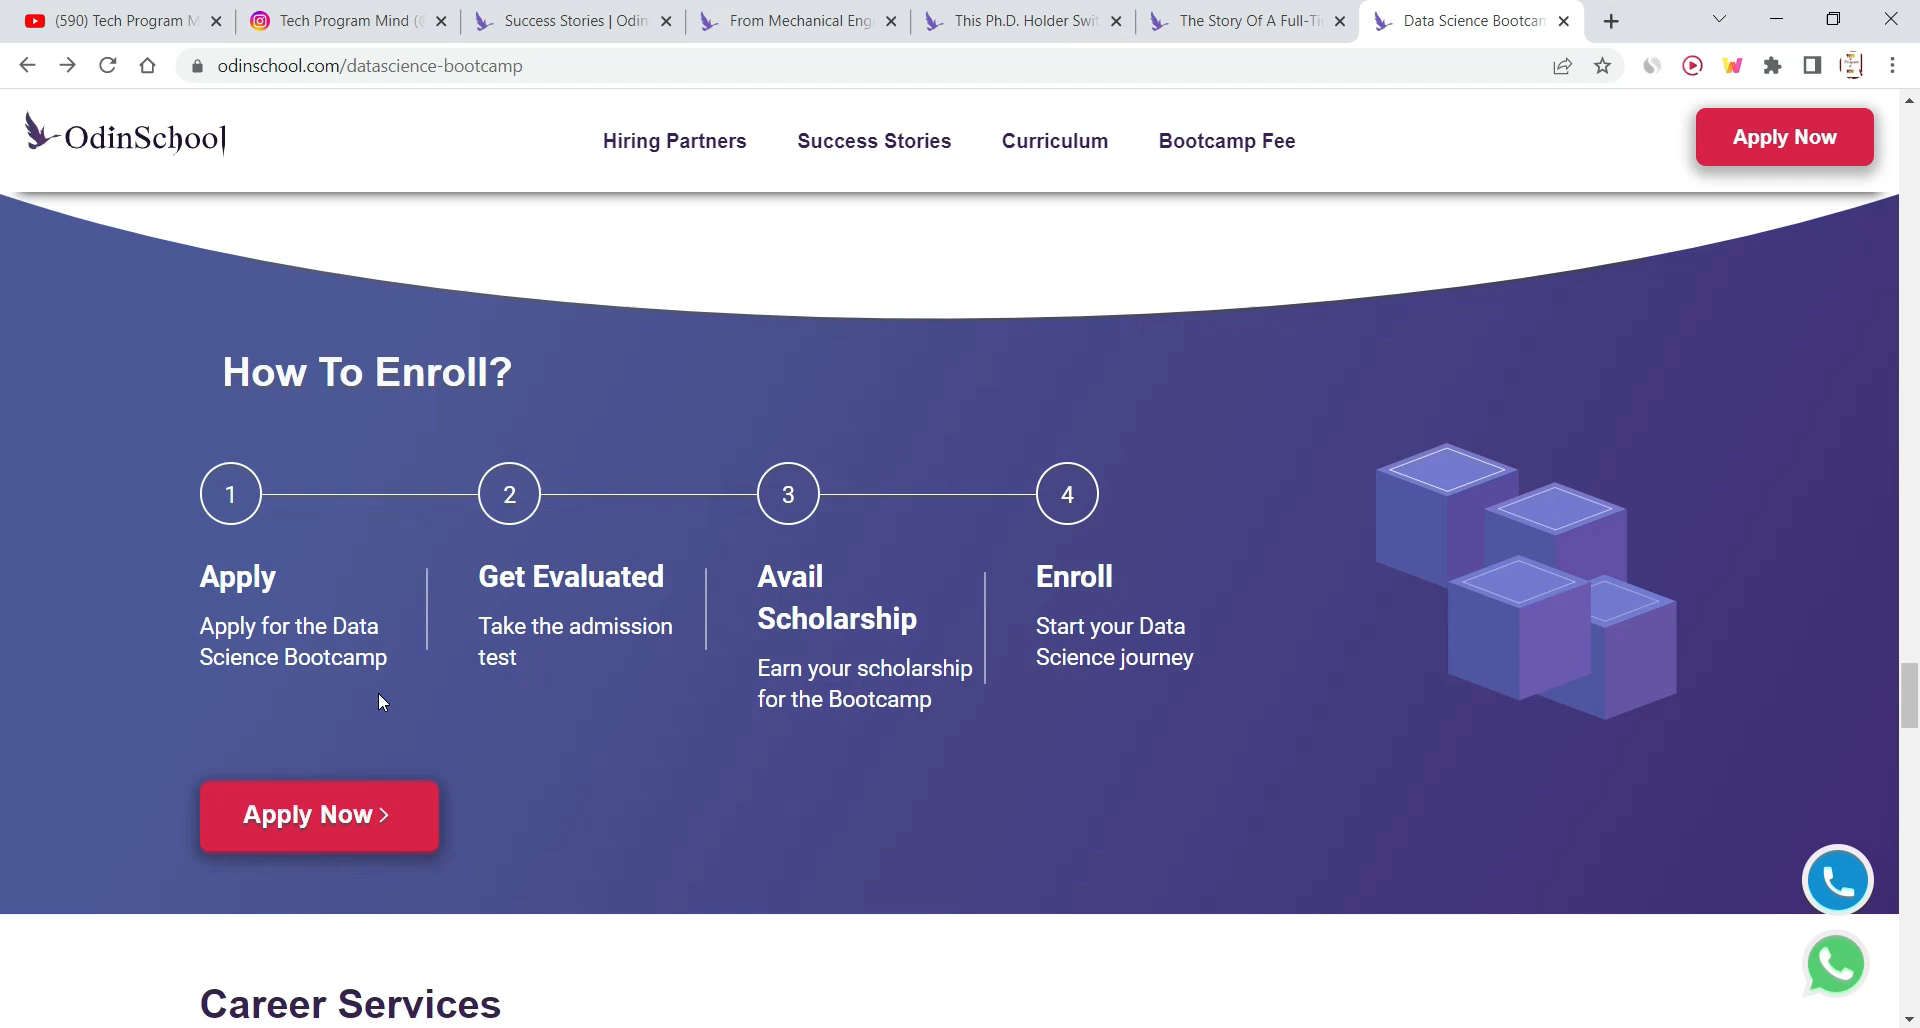 (590) Tech Program M
Tech Program Mind (
Success Stories | Odin
From Mechanical Eng
This Ph.D. Holder Swit
The Story Of A Full-Ti
Data Science Bootcam
odinschool.com/datascience-bootcamp
OdinSchool
Hiring Partners
Success Stories
Curriculum
Bootcamp Fee
Apply Now
How To Enroll?
1
2
3
4
Apply
Apply for the Data
Science Bootcamp
Get Evaluated
Take the admission
test
Avail
Scholarship
Earn your scholarship
for the Bootcamp
Enroll
Start your Data
Science journey
Apply Now >
Career Services